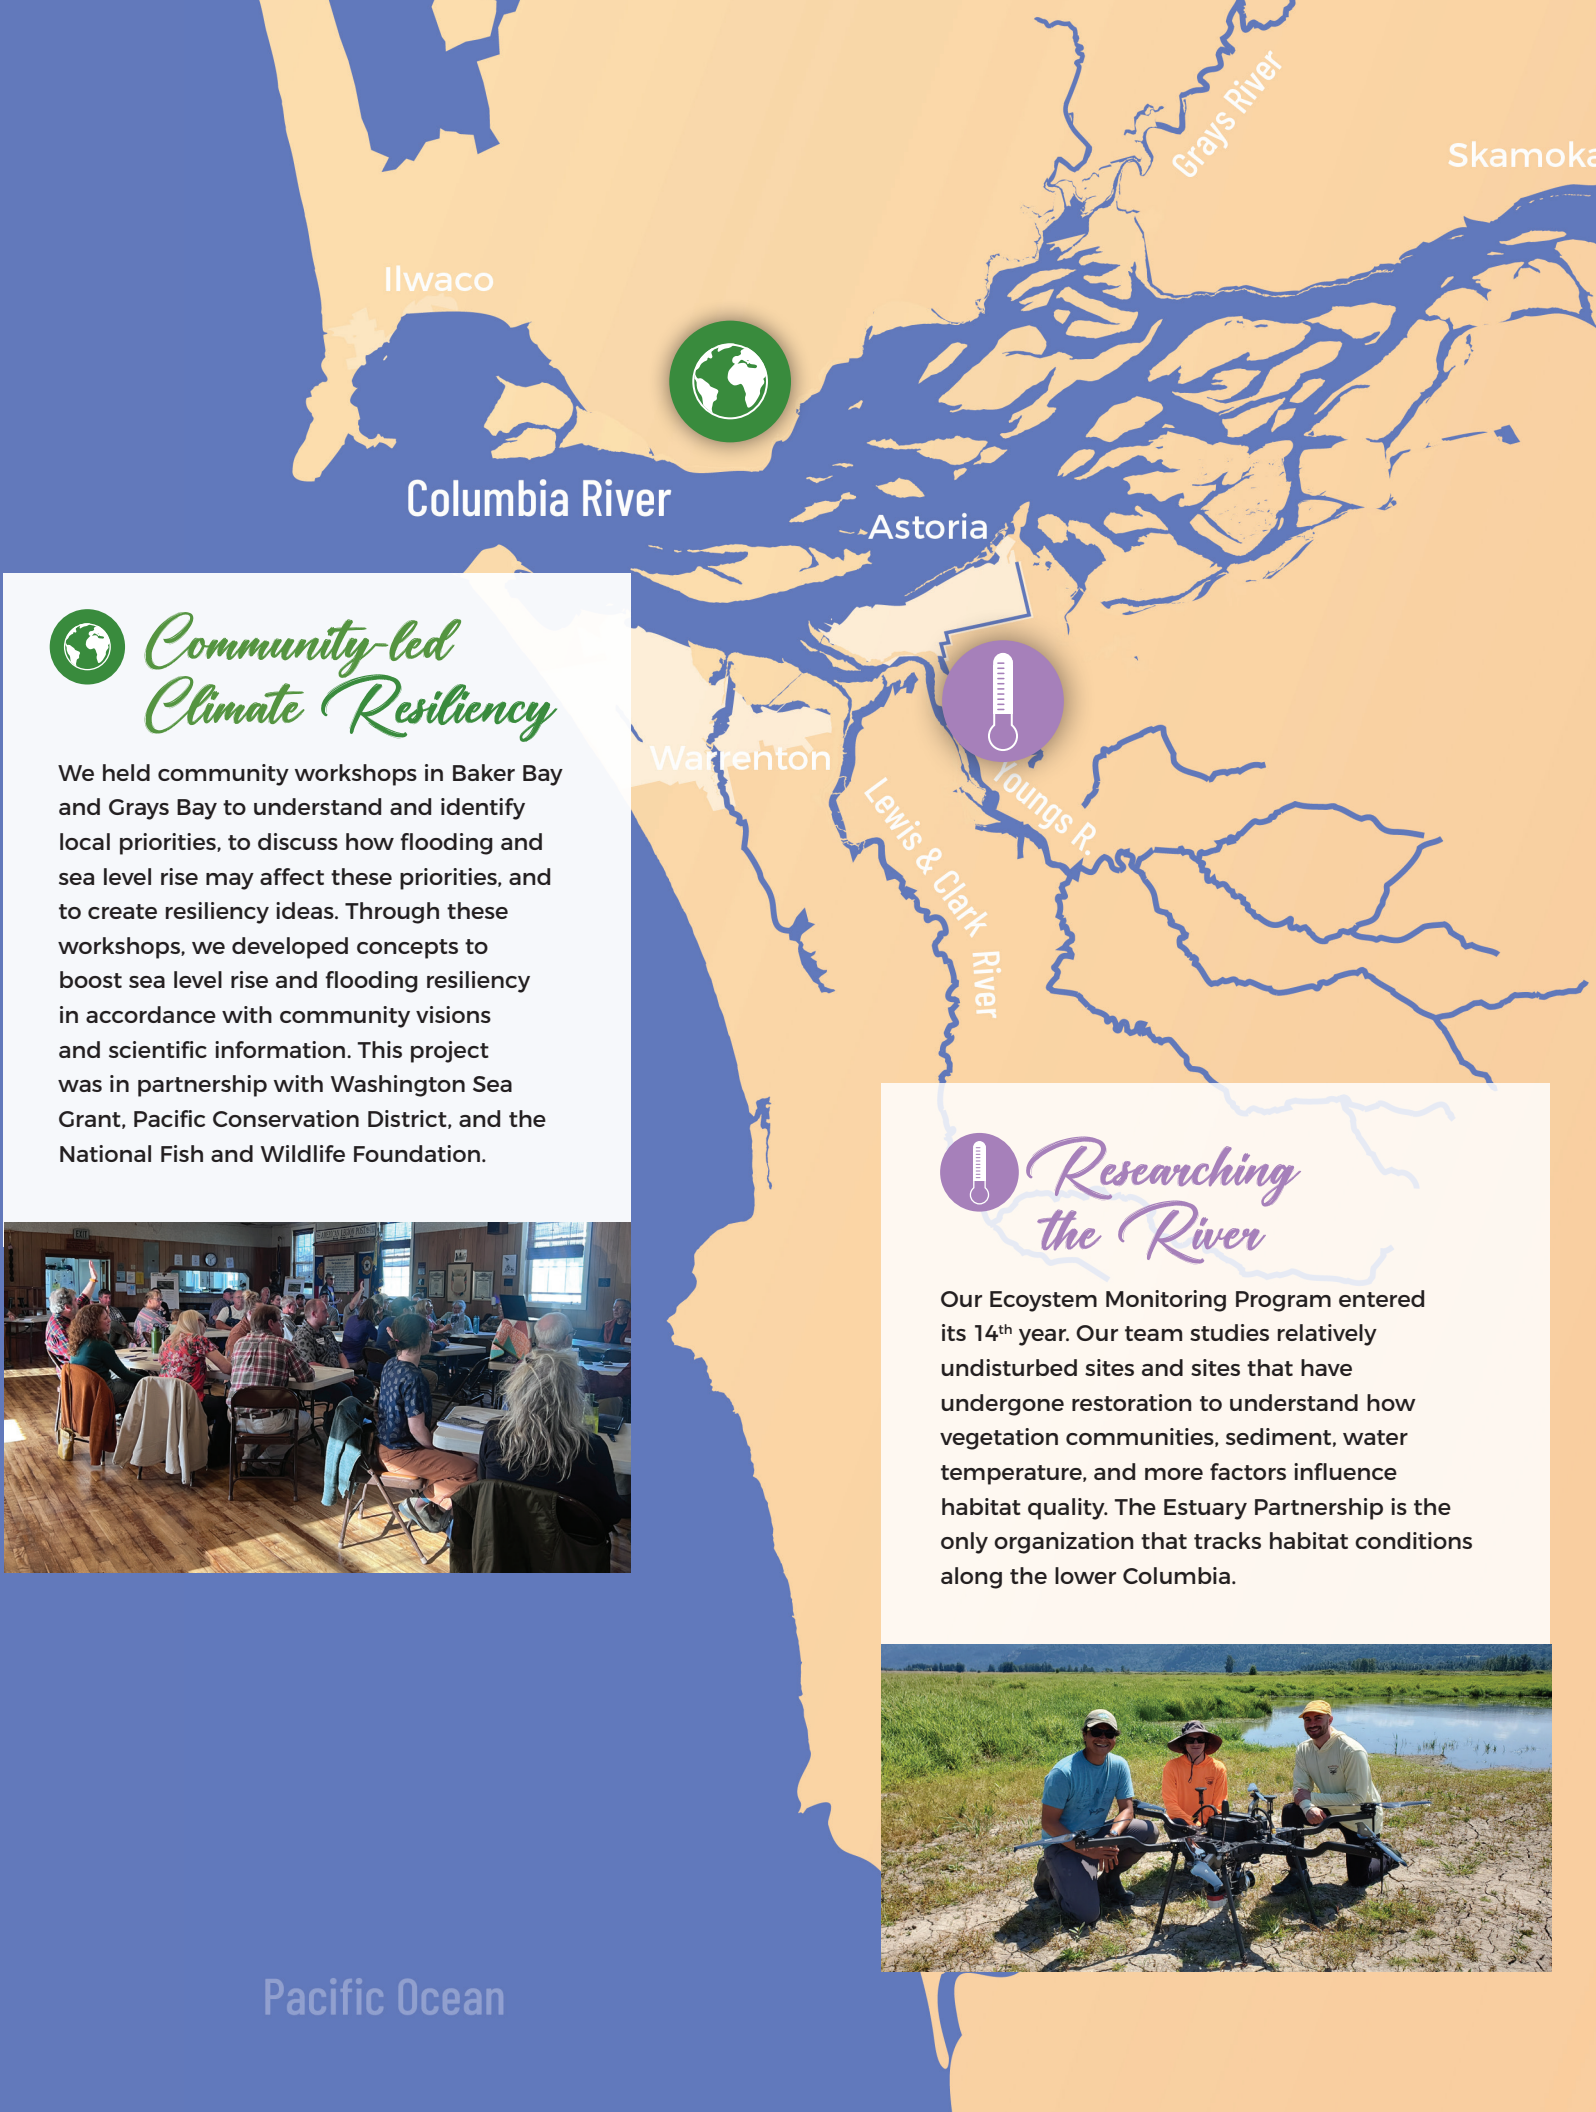 Grays River
Skamoka
Ilwaco
Columbia River
Astoria
Community-led
Climate Resiliency
We held community workshops in Baker Bay
and Grays Bay to understand and identify
local priorities, to discuss how flooding and
sea level rise may affect these priorities, and
to create resiliency ideas. Through these
workshops, we developed concepts to
boost sea level rise and flooding resiliency
in accordance with community visions
and scientific information. This project
was in partnership with Washington Sea
Grant, Pacific Conservation District, and the
National Fish and Wildlife Foundation.
Warrenton
Youngs R.
Lewis & Clark River
Researching
the River
Our Ecoystem Monitoring Program entered
its 14th year. Our team studies relatively
undisturbed sites and sites that have
undergone restoration to understand how
vegetation communities, sediment, water
temperature, and more factors influence
habitat quality. The Estuary Partnership is the
only organization that tracks habitat conditions
along the lower Columbia.
Pacific Ocean